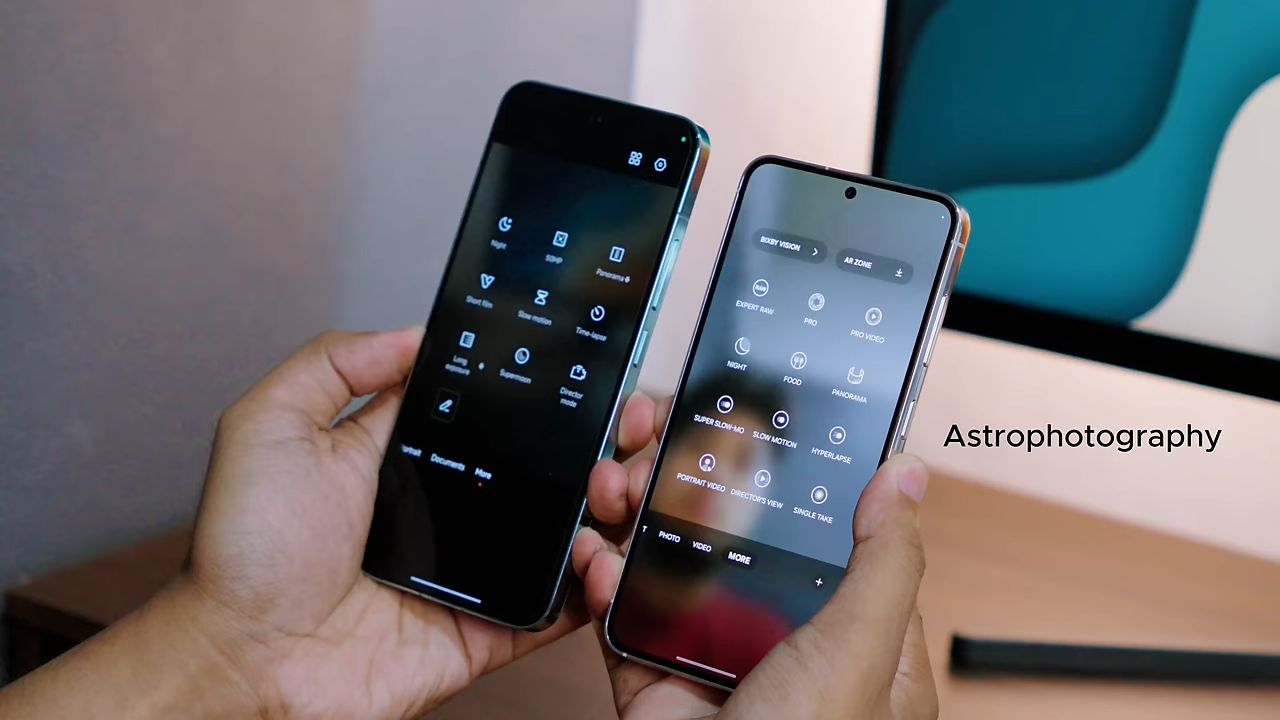 Night
50MP
Panorama
Short film
Slow motion
Time-lapse
Long
exposure
Supermoon
Director
mode
ortrait Documents More
BIXBY VISION
AR ZONE
RAW
EXPERT RAW
PRO
PRO VIDEO
NIGHT
FOOD
PANORAMA
SUPER SLOW-MO
SLOW MOTION
HYPERLAPSE
PORTRAIT VIDEO
DIRECTOR'S VIEW
SINGLE TAKE
T PHOTO VIDEO MORE
Astrophotography